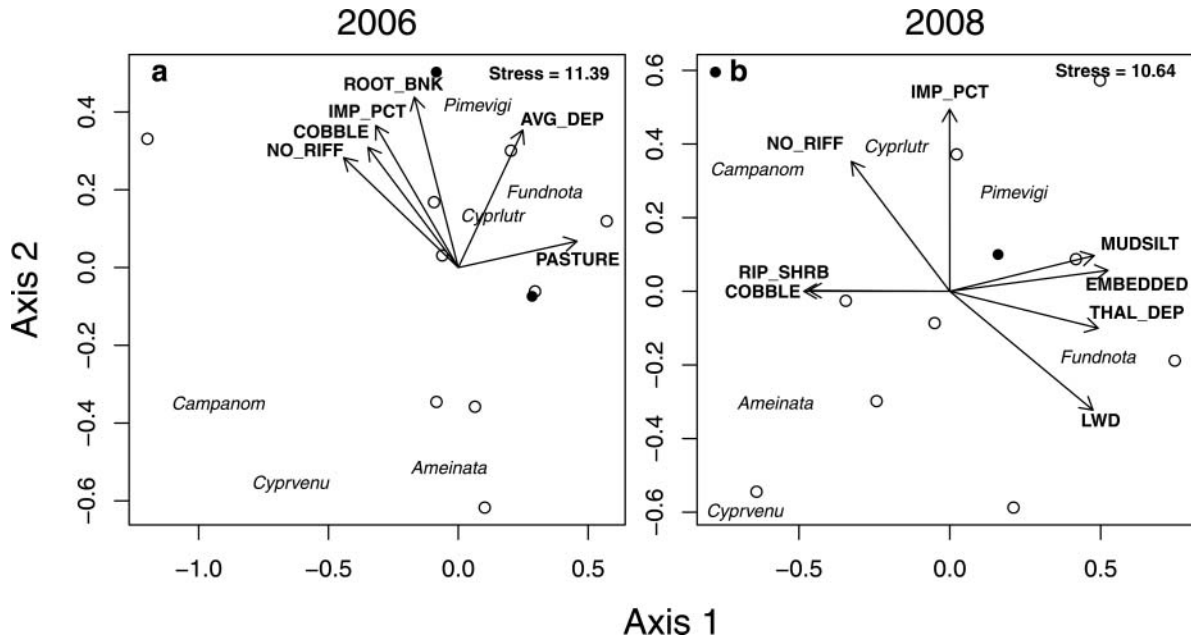 2006
2008
a
Stress = 11.39
ROOT_BNK
Pimevigi
IMP_PCT
AVG_DEP
COBBLE
NO_RIFF
Fundnota
Cyprlutr
PASTURE
Campanom
Ameinata
Cyprvenu
0.4
0.2
0.0
−0.2
−0.4
−0.6
−1.0
−0.5
0.0
0.5
b
Stress = 10.64
IMP_PCT
NO_RIFF
Cyprlutr
Campanom
Pimevigi
MUDSILT
RIP_SHRB
EMBEDDED
COBBLE
THAL_DEP
Fundnota
Ameinata
LWD
Cyprvenu
0.6
0.4
0.2
0.0
−0.2
−0.4
−0.6
−0.5
0.0
0.5
Axis 2
Axis 1